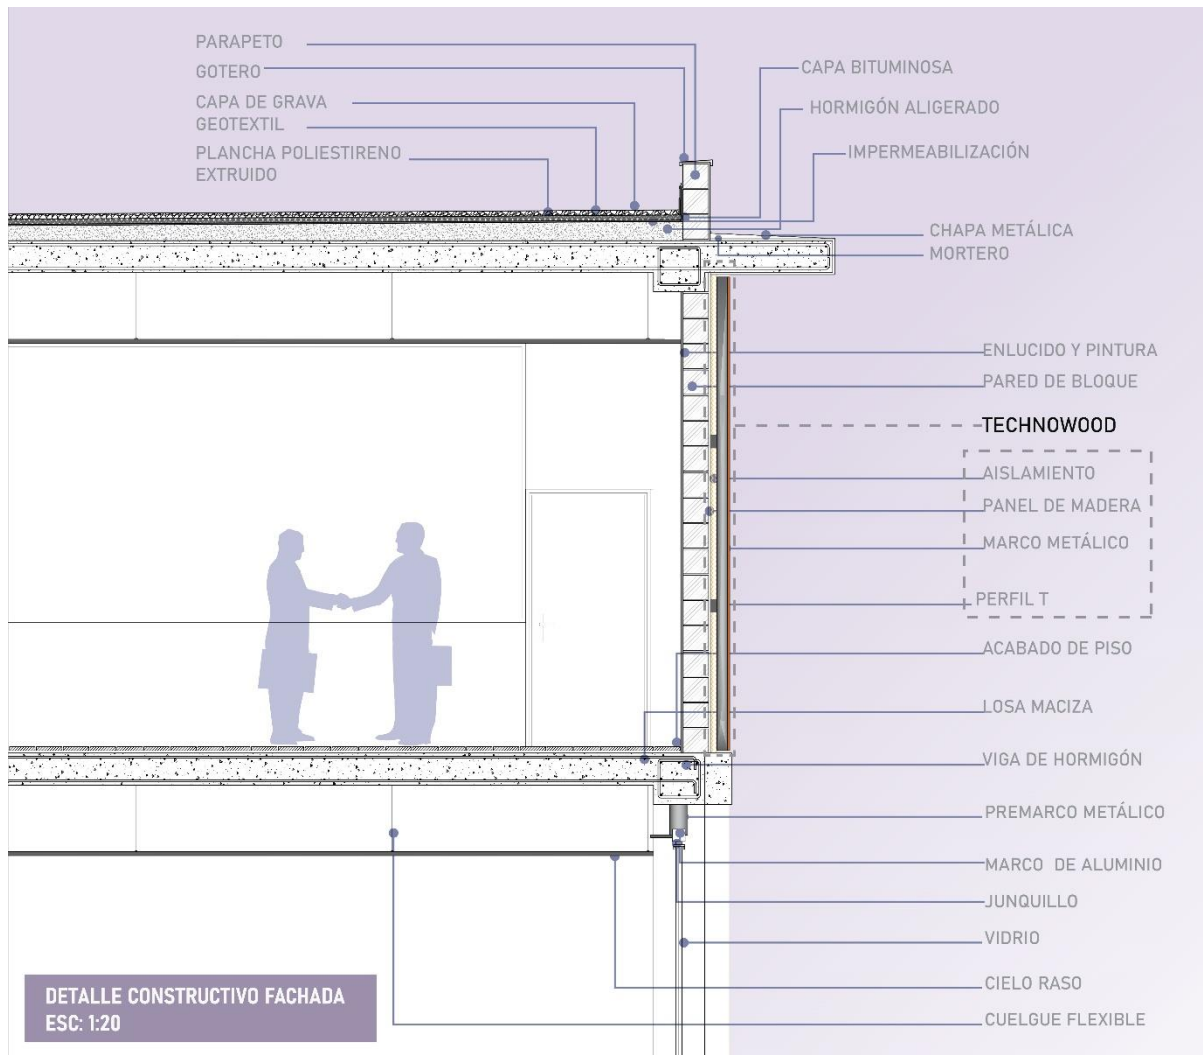 PARAPETO
GOTERO
CAPA DE GRAVA
GEOTEXTIL
PLANCHA POLIESTIRENO
EXTRUIDO
CAPA BITUMINOSA
HORMIGÓN ALIGERADO
IMPERMEABILIZACIÓN
CHAPA METÁLICA
MORTERO
ENLUCIDO Y PINTURA
PARED DE BLOQUE
TECHNOWOOD
AISLAMIENTO
PANEL DE MADERA
MARCO METÁLICO
PERFIL T
ACABADO DE PISO
LOSA MACIZA
VIGA DE HORMIGÓN
PREMARCO METÁLICO
MARCO DE ALUMINIO
JUNQUILLO
VIDRIO
CIELO RASO
CUELGUE FLEXIBLE
DETALLE CONSTRUCTIVO FACHADA
ESC: 1:20